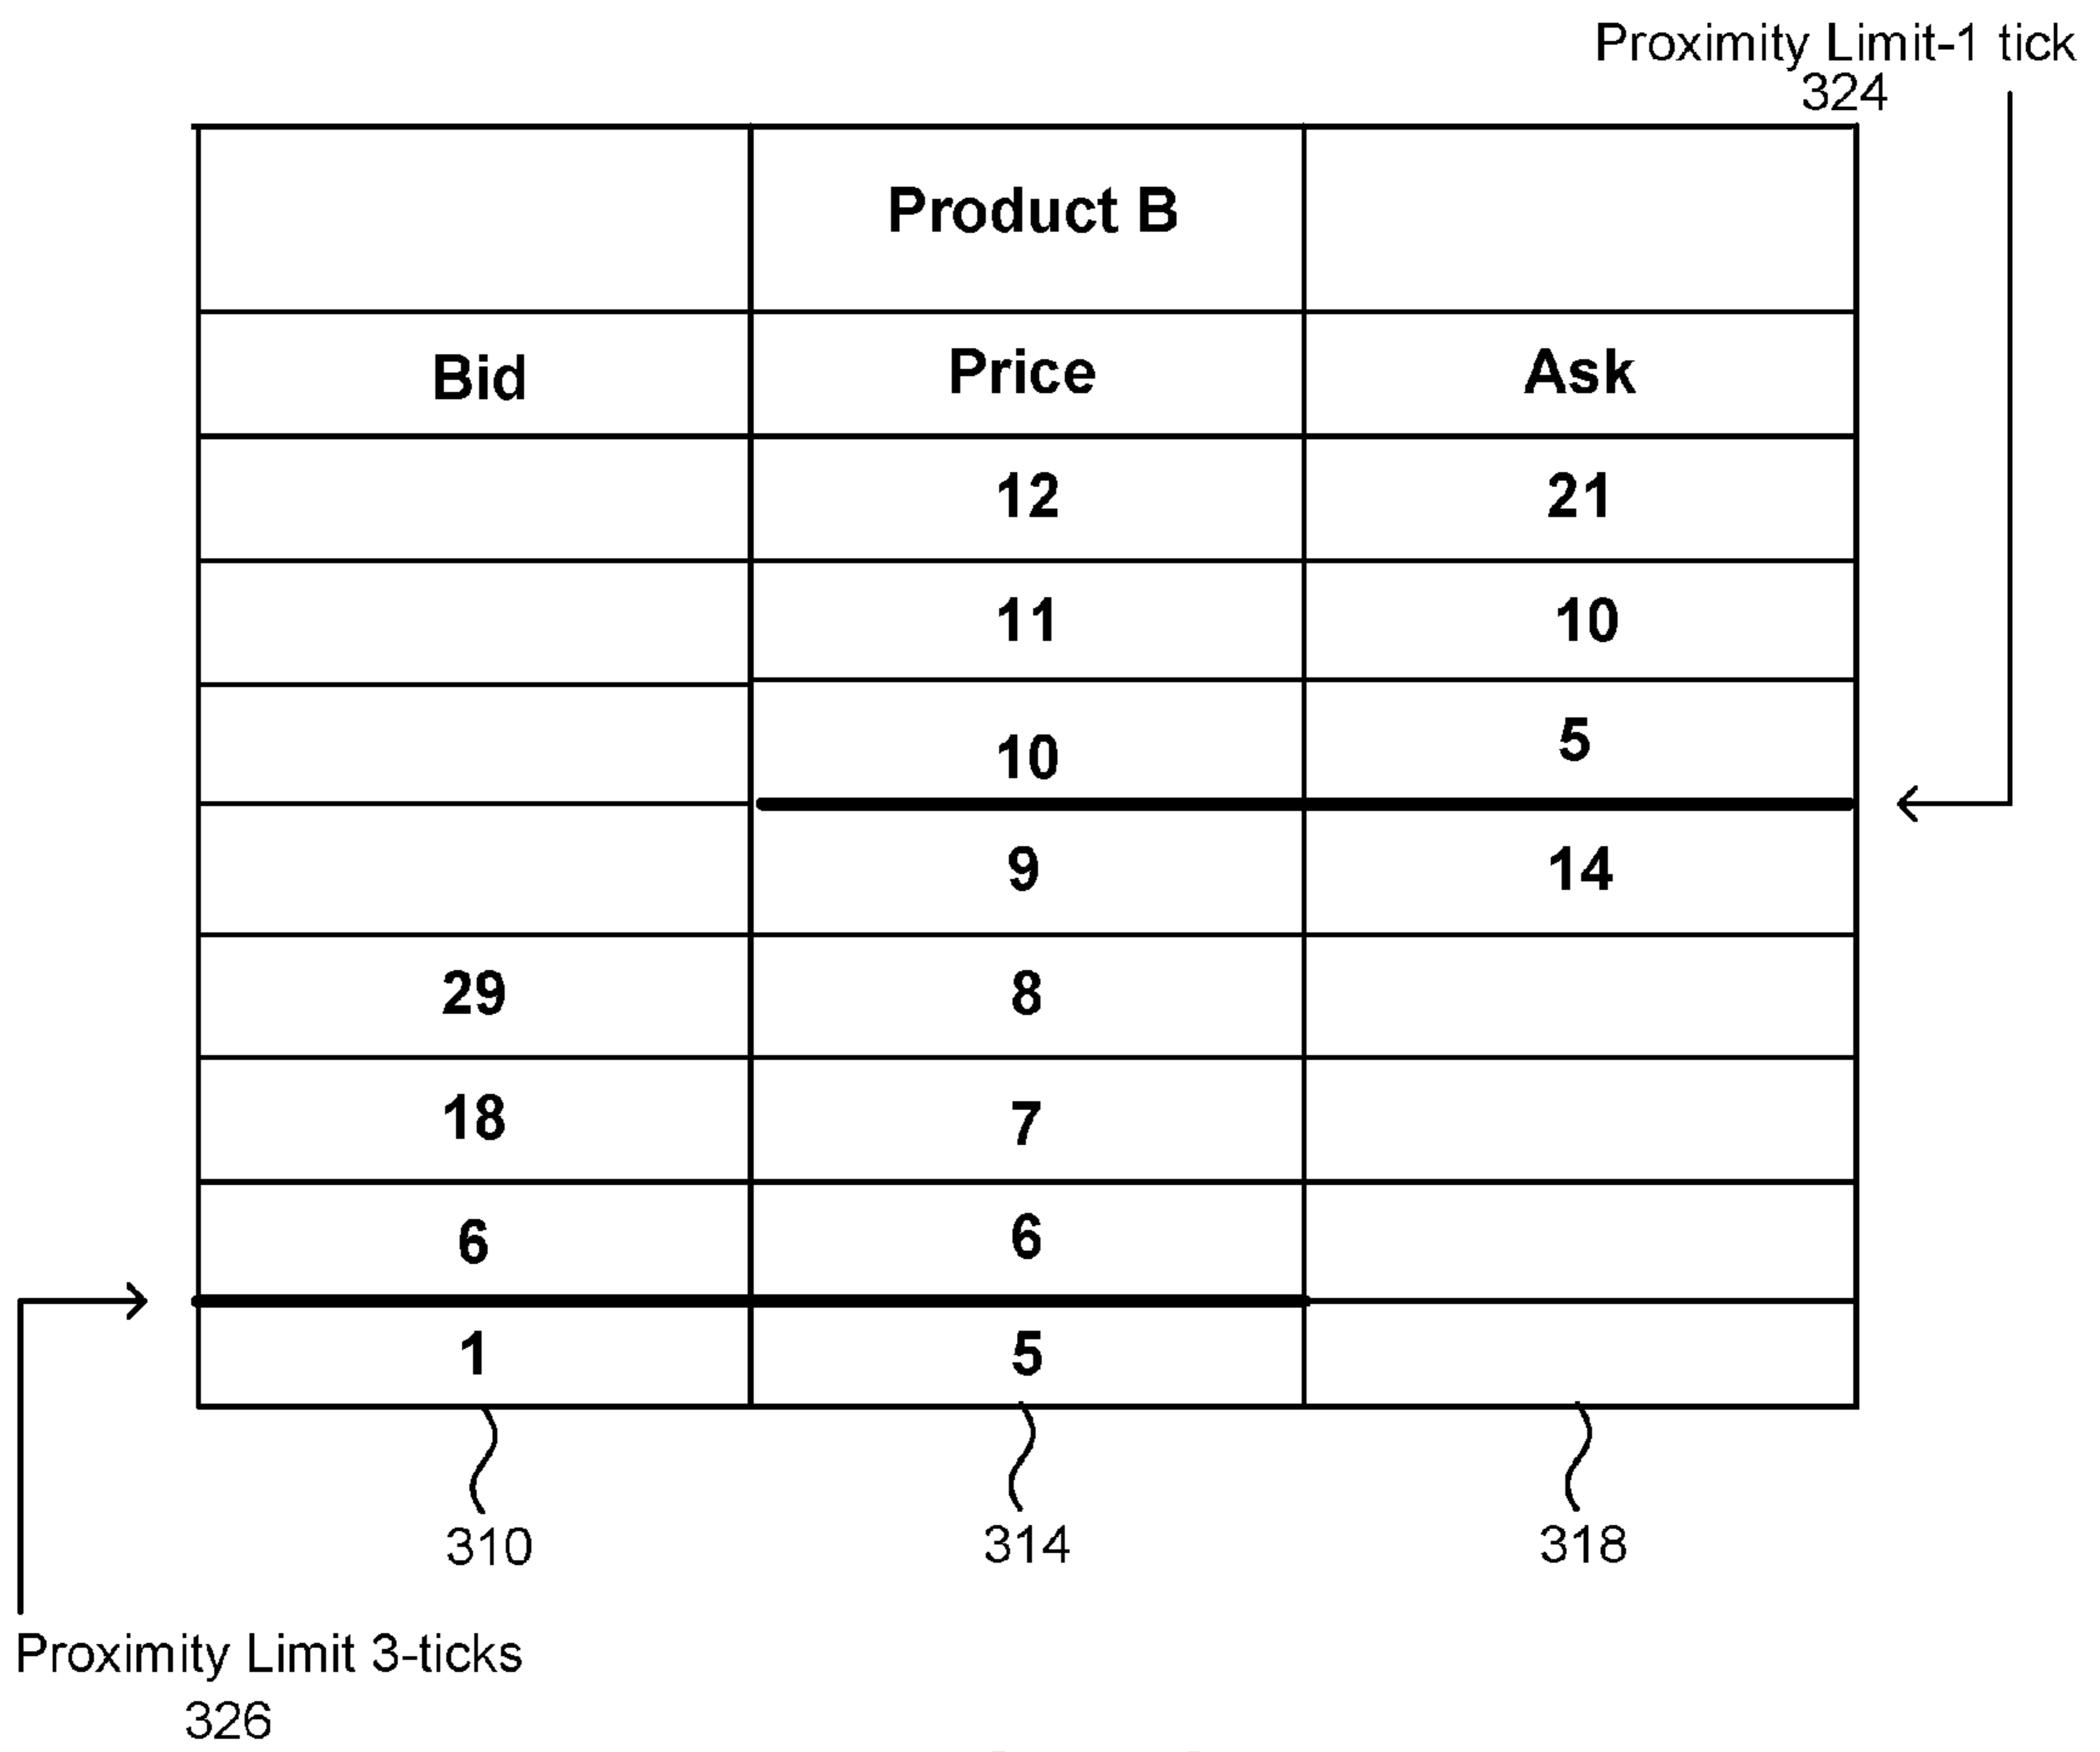 Proximity Limit-1 tick
324
Product B
Bid Price Ask
12 21
11 10
10 5
9 14
29 8
18 7
6 6
1 5
310 314 318
Proximity Limit 3-ticks
326